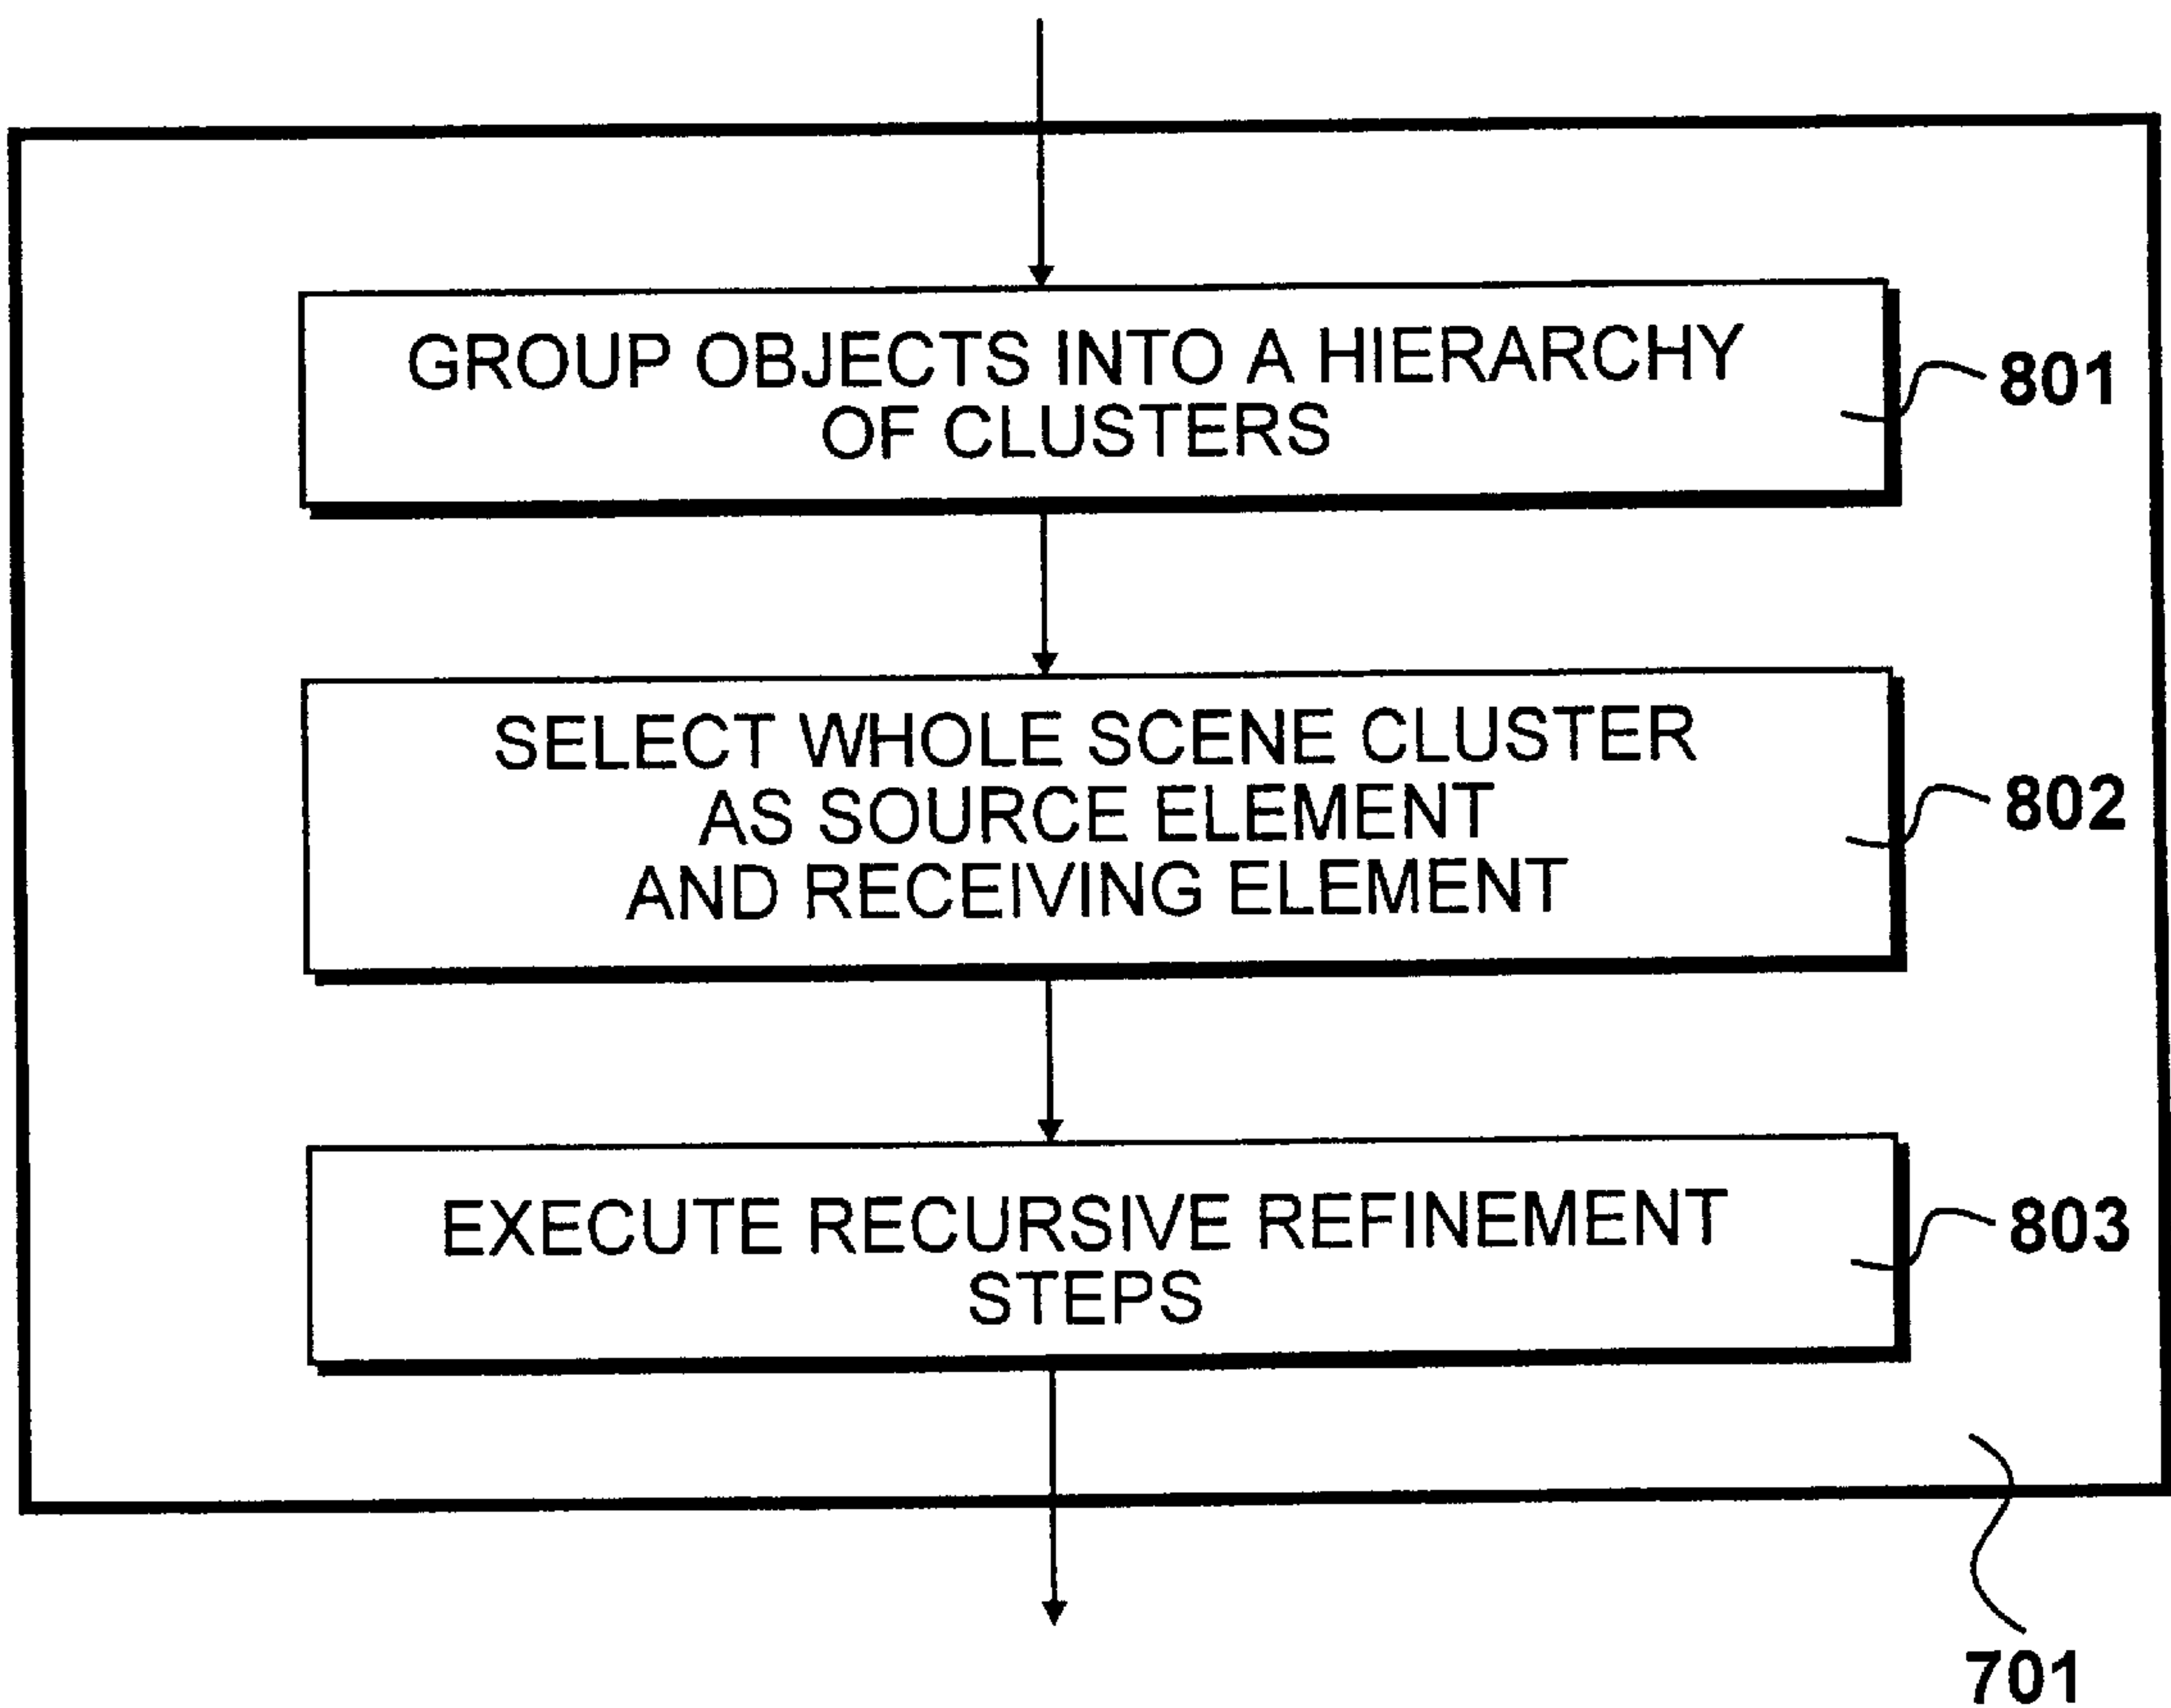 GROUP OBJECTS INTO A HIERARCHY
OF CLUSTERS
801
SELECT WHOLE SCENE CLUSTER
AS SOURCE ELEMENT
AND RECEIVING ELEMENT
802
EXECUTE RECURSIVE REFINEMENT
STEPS
803
701